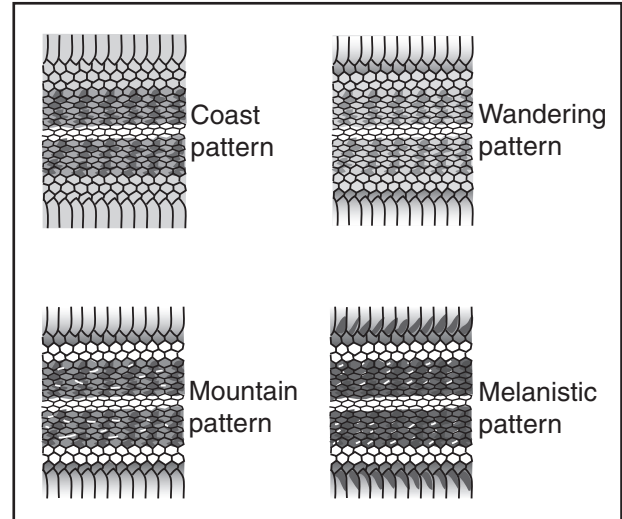 Coast
pattern
Wandering
pattern
Mountain
pattern
Melanistic
pattern